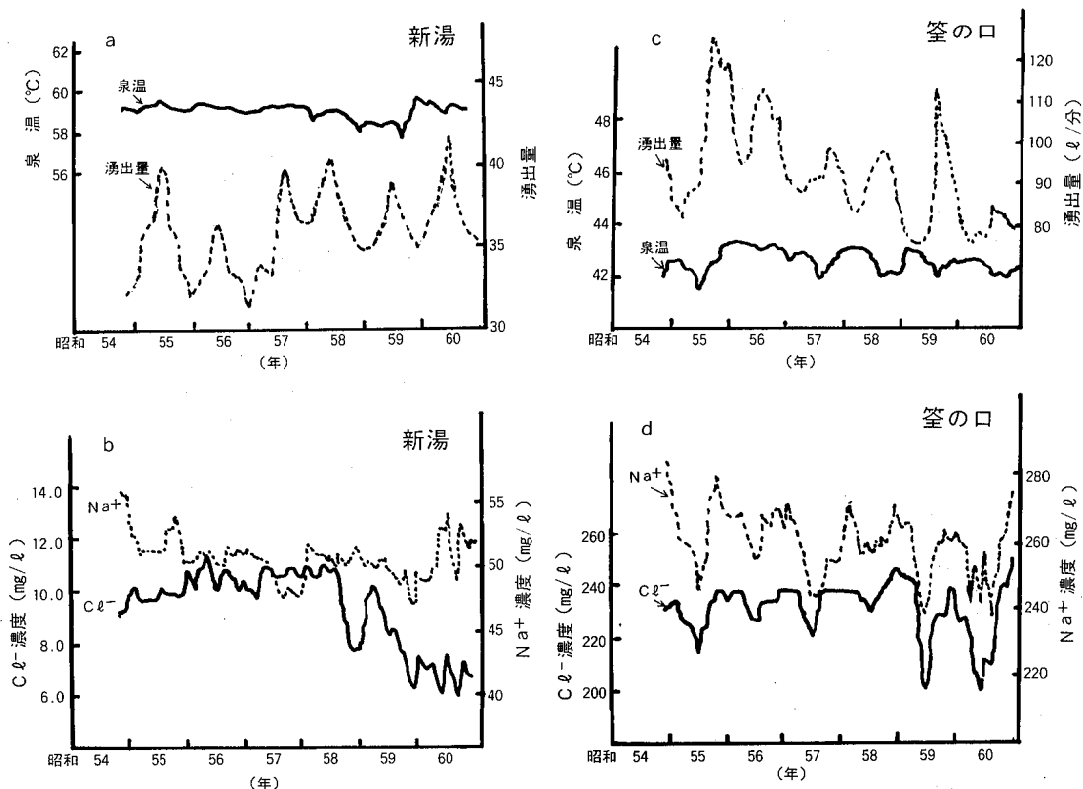 a
新湯
62
60
58
56
泉温（℃）
泉温
湧出量
45
40
35
30
湧出量
昭和 54 55 56 57 58 59 60
（年）
c
筌の口
48
46
44
42
泉温（℃）
湧出量
泉温
120
110
100
90
80
湧出量（ℓ/分）
昭和 54 55 56 57 58 59 60
（年）
b
新湯
14.0
12.0
10.0
8.0
6.0
Cℓ⁻濃度（mg/ℓ）
Na⁺
Cℓ⁻
55
50
45
40
Na⁺濃度（mg/ℓ）
昭和 54 55 56 57 58 59 60
（年）
d
筌の口
260
240
220
200
Cℓ⁻濃度（mg/ℓ）
Na⁺
Cℓ⁻
280
260
240
220
Na⁺濃度（mg/ℓ）
昭和 54 55 56 57 58 59 60
（年）